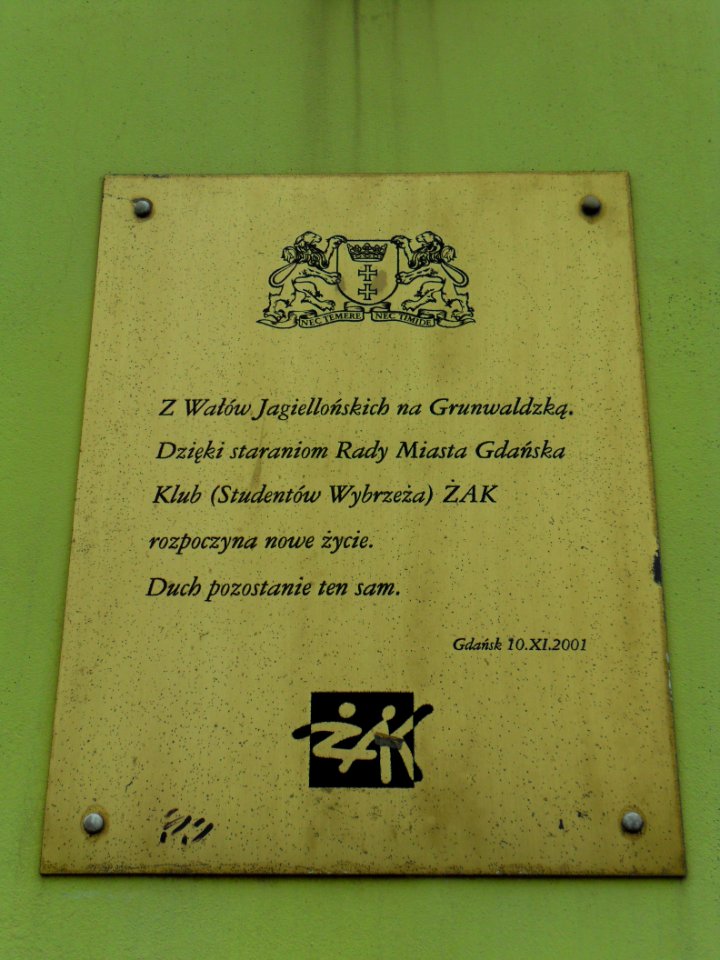 NEC TEMERE NEC TIMIDE
Z Wałów Jagiellońskich na Grunwaldzką.
Dzięki staraniom Rady Miasta Gdańska
Klub (Studentów Wybrzeża) ŻAK
rozpoczyna nowe życie.
Duch pozostanie ten sam.
Gdańsk 10.XI.2001
ŻAK